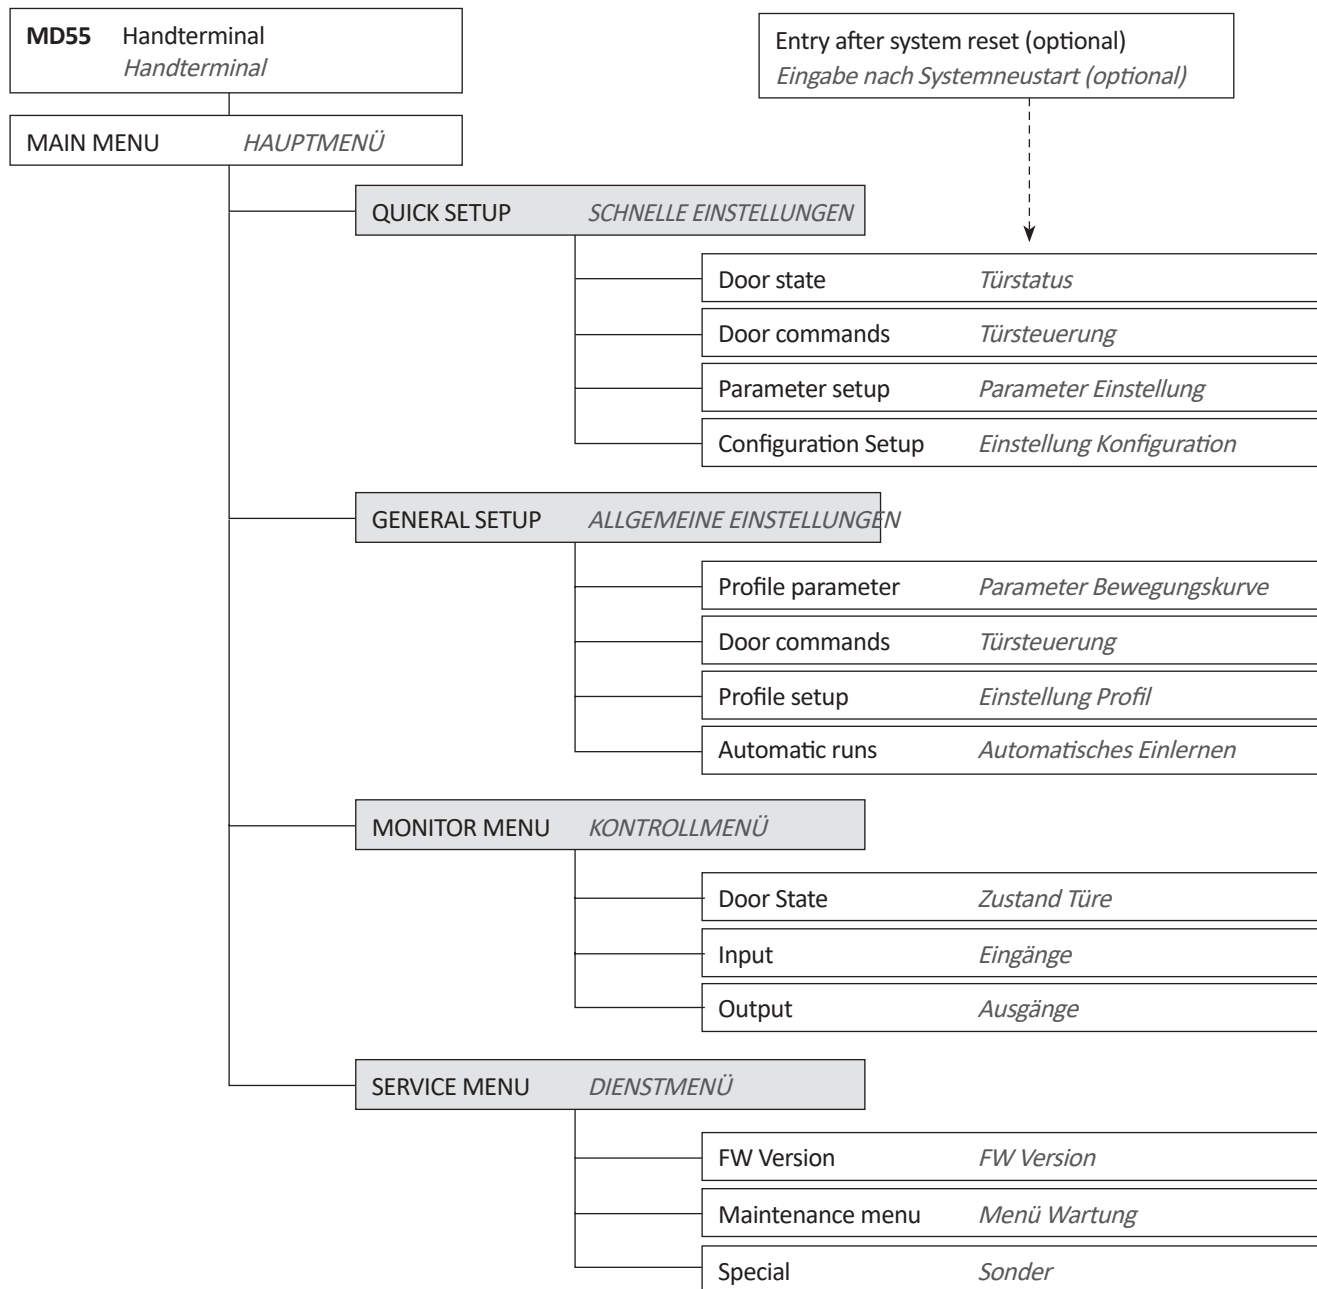 MD55 Handterminal
Handterminal
Entry after system reset (optional)
Eingabe nach Systemneustart (optional)
MAIN MENU HAUPTMENÜ
QUICK SETUP SCHNELLE EINSTELLUNGEN
Door state Türstatus
Door commands Türsteuerung
Parameter setup Parameter Einstellung
Configuration Setup Einstellung Konfiguration
GENERAL SETUP ALLGEMEINE EINSTELLUNGEN
Profile parameter Parameter Bewegungskurve
Door commands Türsteuerung
Profile setup Einstellung Profil
Automatic runs Automatisches Einlernen
MONITOR MENU KONTROLLMENÜ
Door State Zustand Türe
Input Eingänge
Output Ausgänge
SERVICE MENU DIENSTMENÜ
FW Version FW Version
Maintenance menu Menü Wartung
Special Sonder